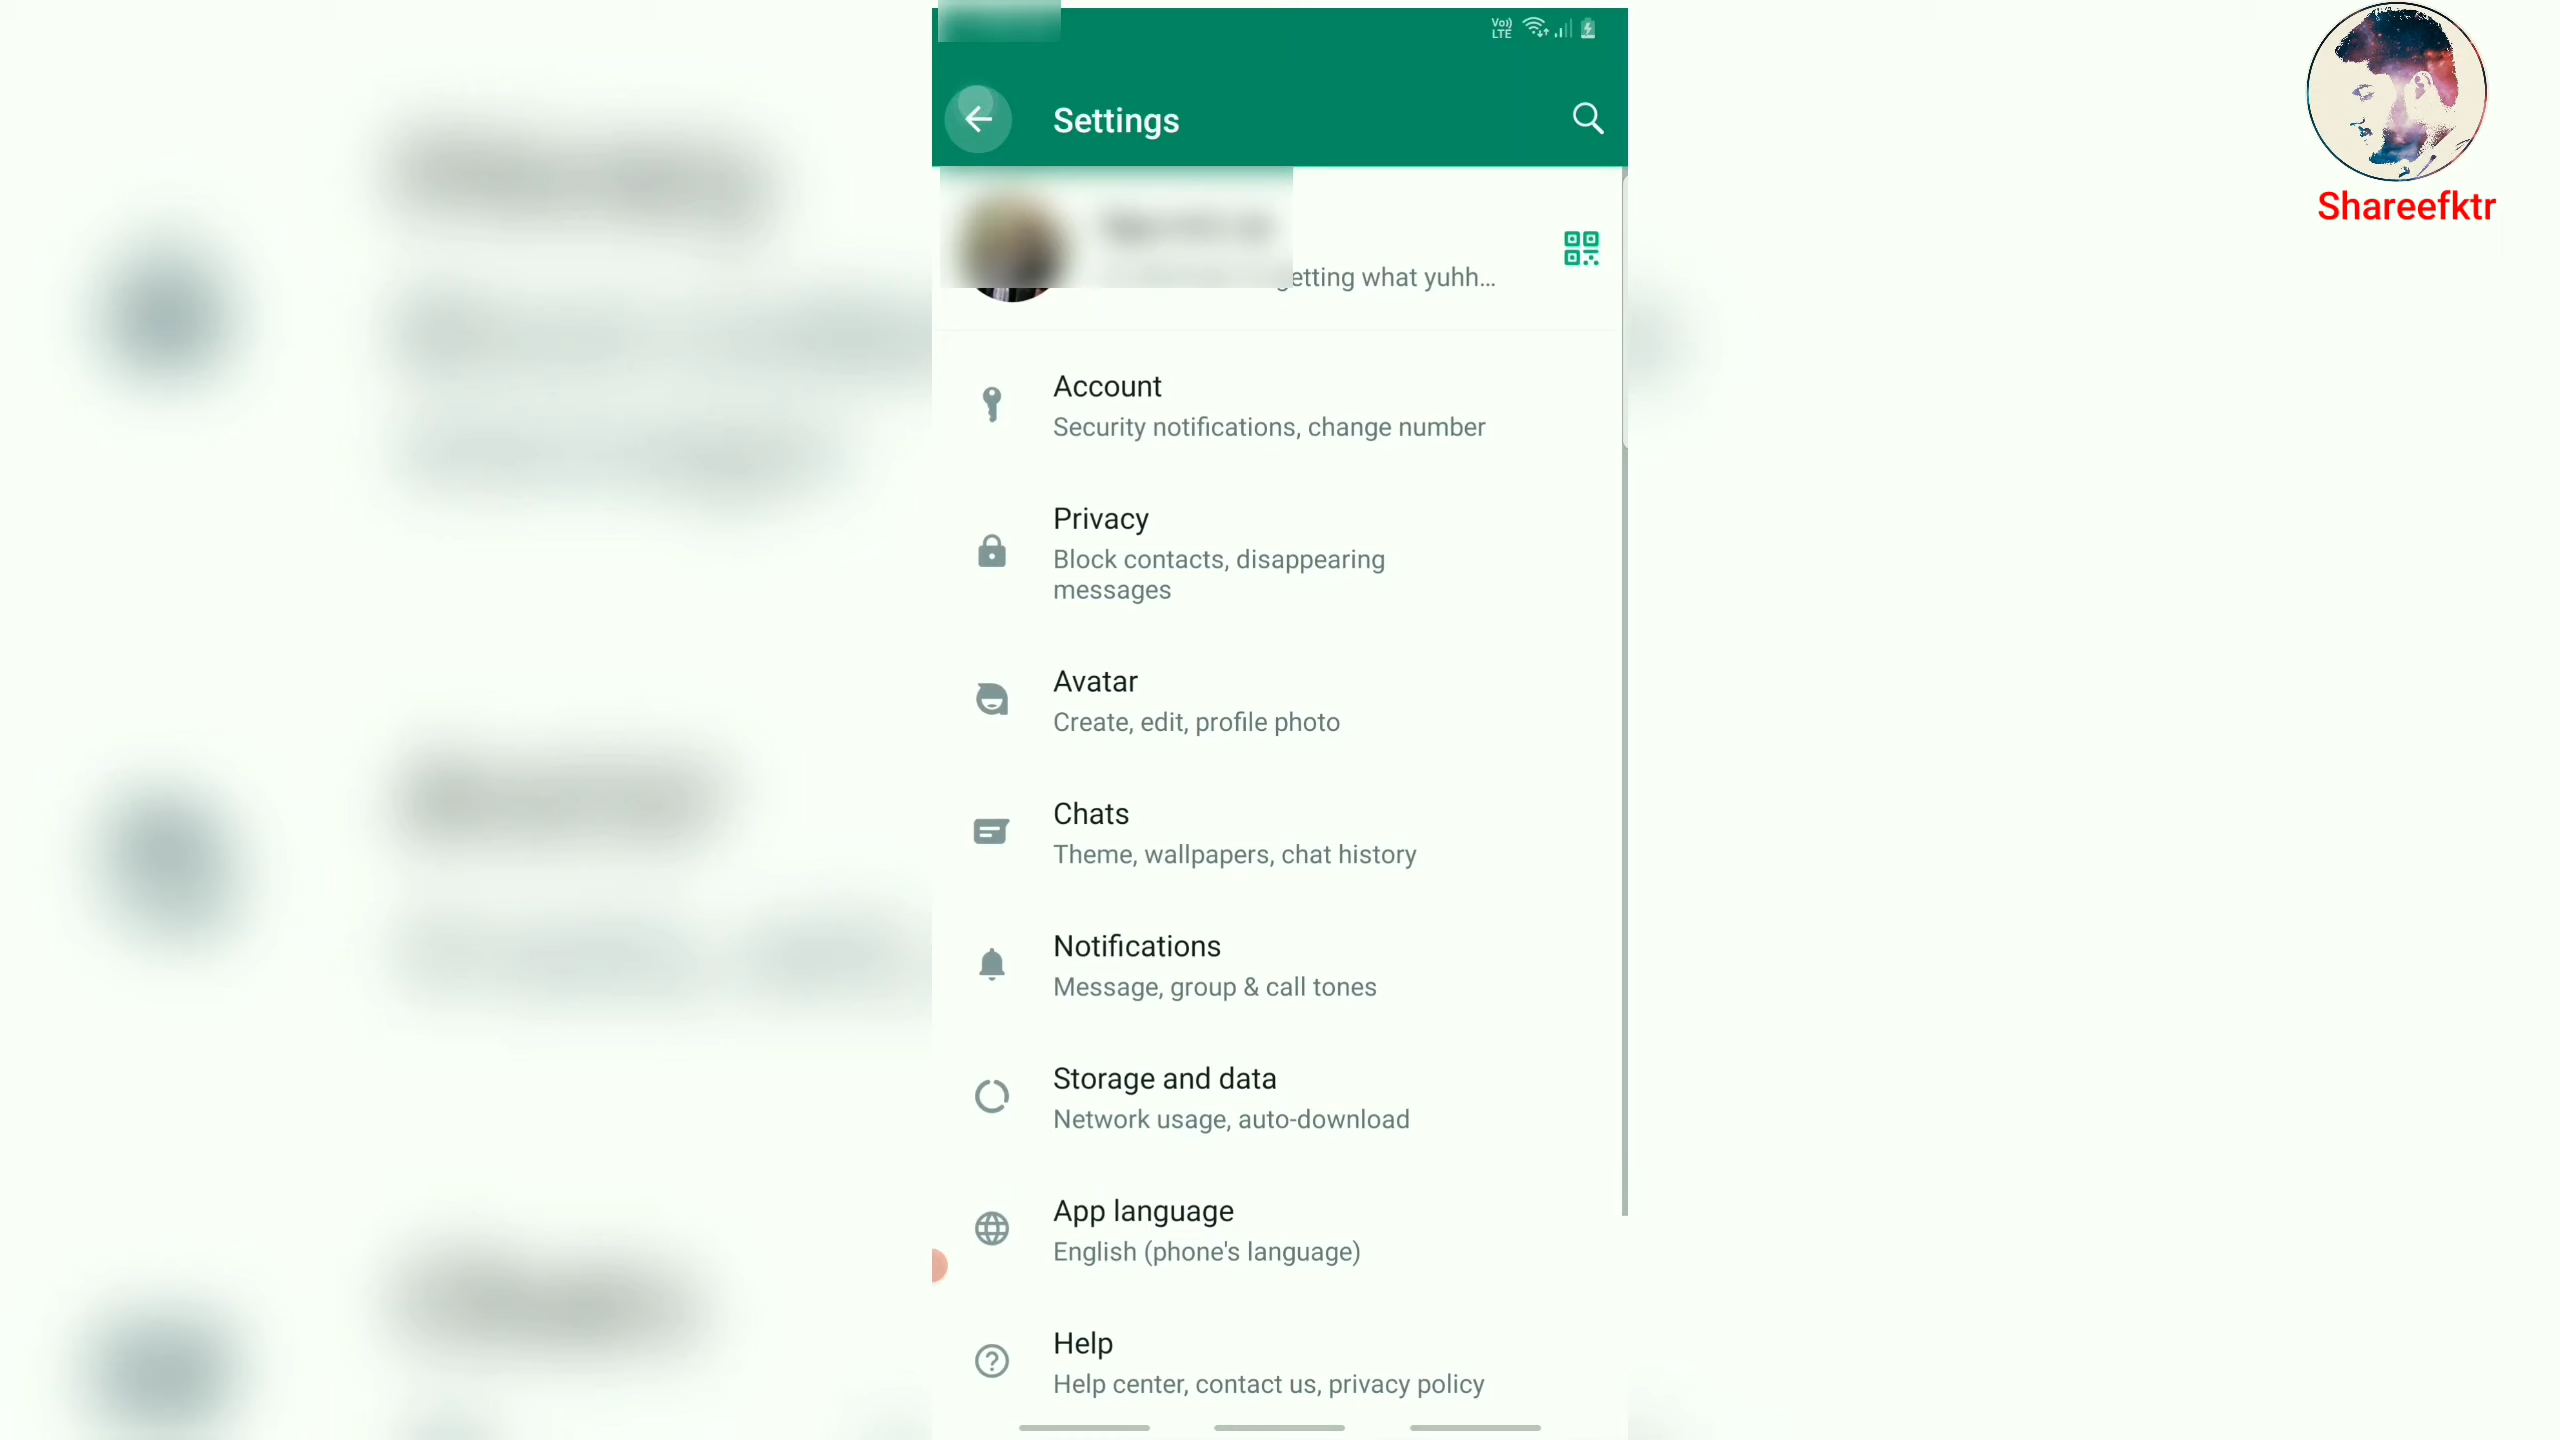 Vo))
LTE
Settings
Shareefktr
etting what yuhh...
Account
Security notifications, change number
Privacy
Block contacts, disappearing
messages
Avatar
Create, edit, profile photo
Chats
Theme, wallpapers, chat history
Notifications
Message, group & call tones
Storage and data
Network usage, auto-download
App language
English (phone's language)
Help
Help center, contact us, privacy policy